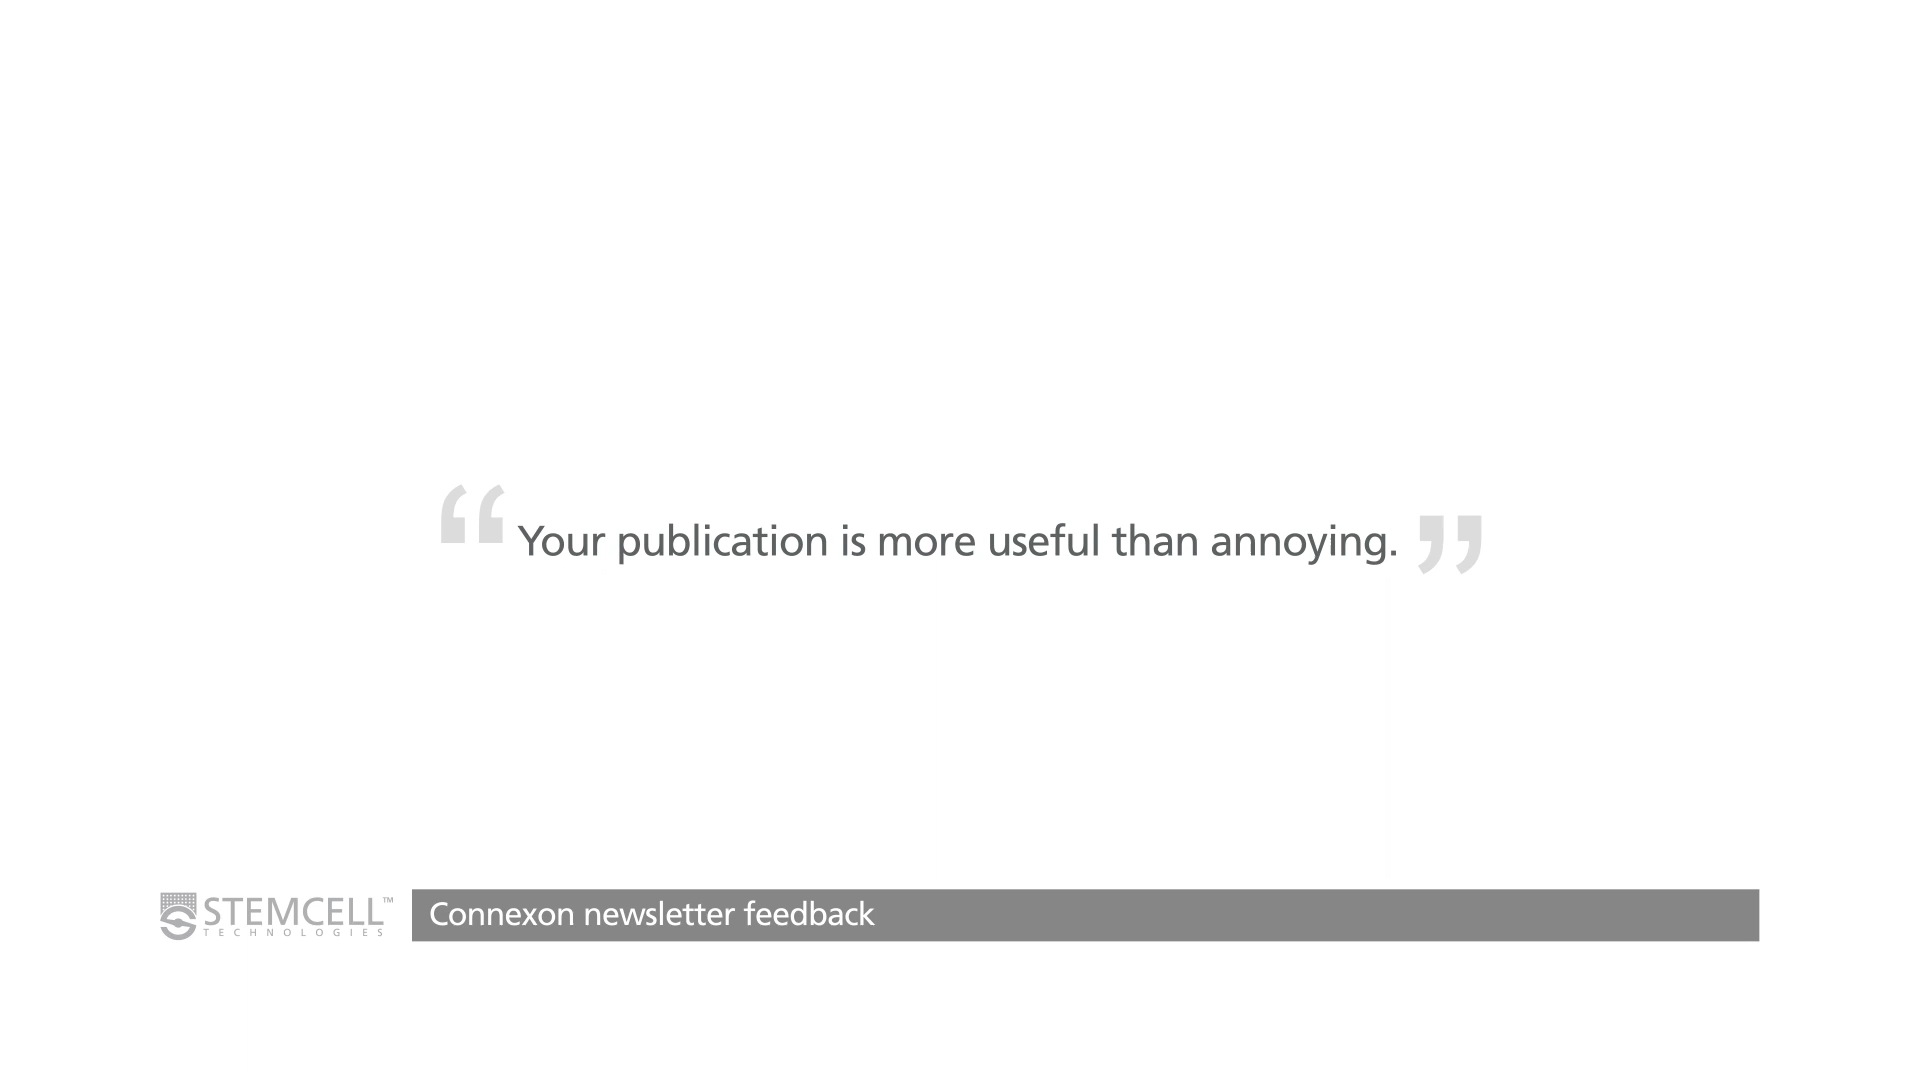 “Your publication is more useful than annoying.”
STEMCELL™
TECHNOLOGIES
Connexon newsletter feedback